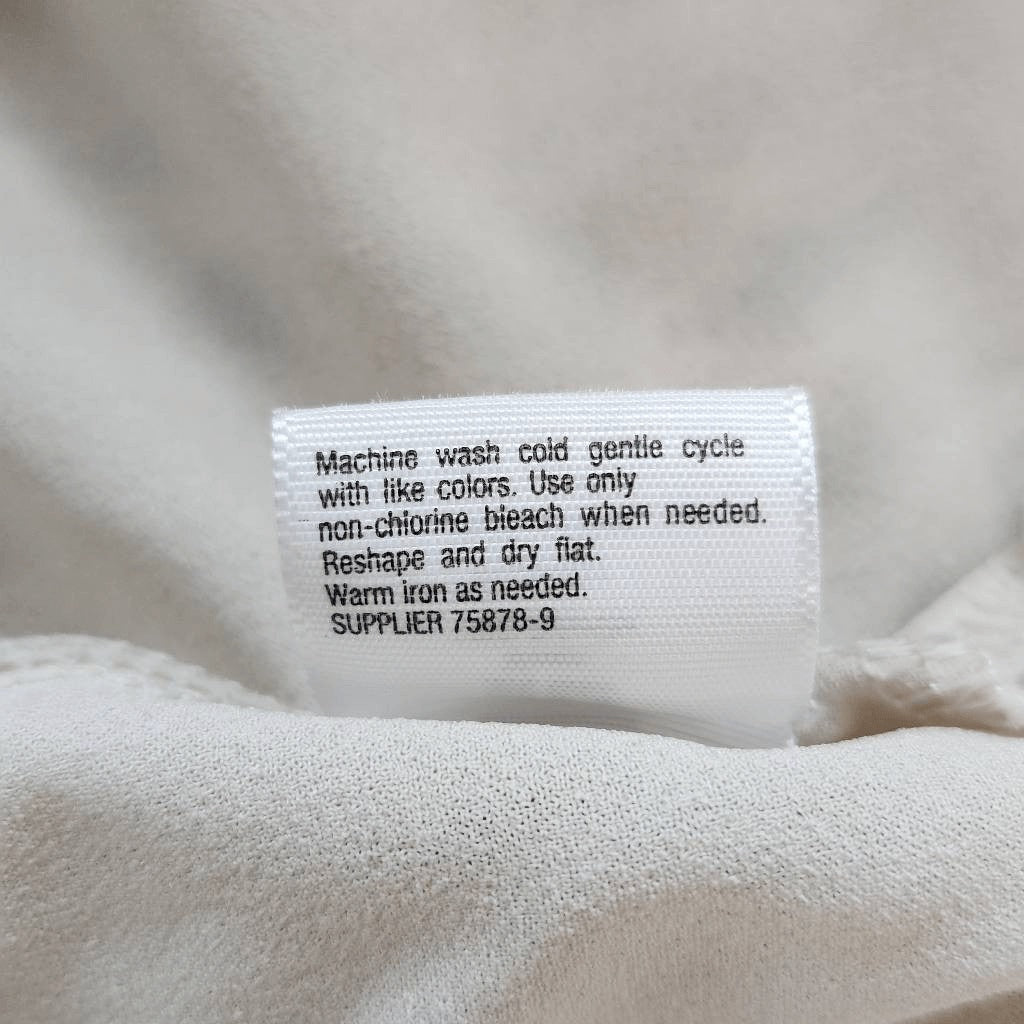 Machine wash cold gentle cycle
with like colors. Use only
non-chlorine bleach when needed.
Reshape and dry flat.
Warm iron as needed.
SUPPLIER 75878-9